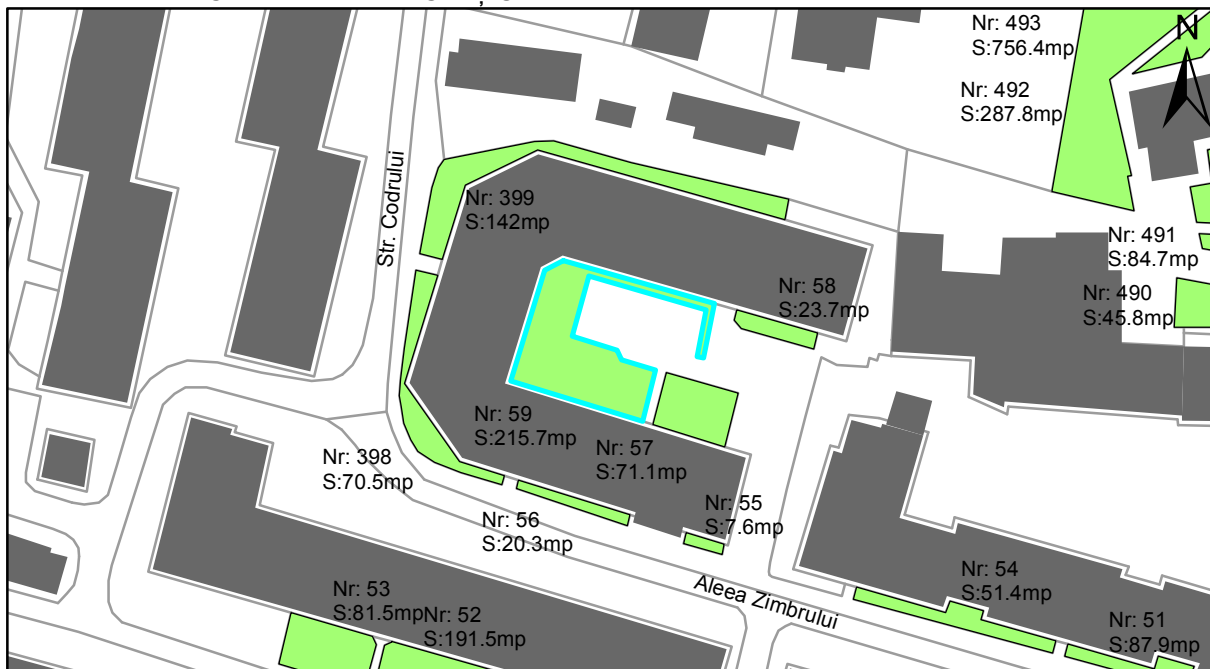 Nr: 493
S:756.4mp
N
Nr: 492
S:287.8mp
Str. Codrului
Nr: 399
S:142mp
Nr: 491
S:84.7mp
Nr: 58
S:23.7mp
Nr: 490
S:45.8mp
Nr: 59
S:215.7mp
Nr: 57
S:71.1mp
Nr: 398
S:70.5mp
Nr: 55
S:7.6mp
Nr: 56
S:20.3mp
Aleea Zimbrului
Nr: 54
S:51.4mp
Nr: 53
S:81.5mp
Nr: 52
S:191.5mp
Nr: 51
S:87.9mp